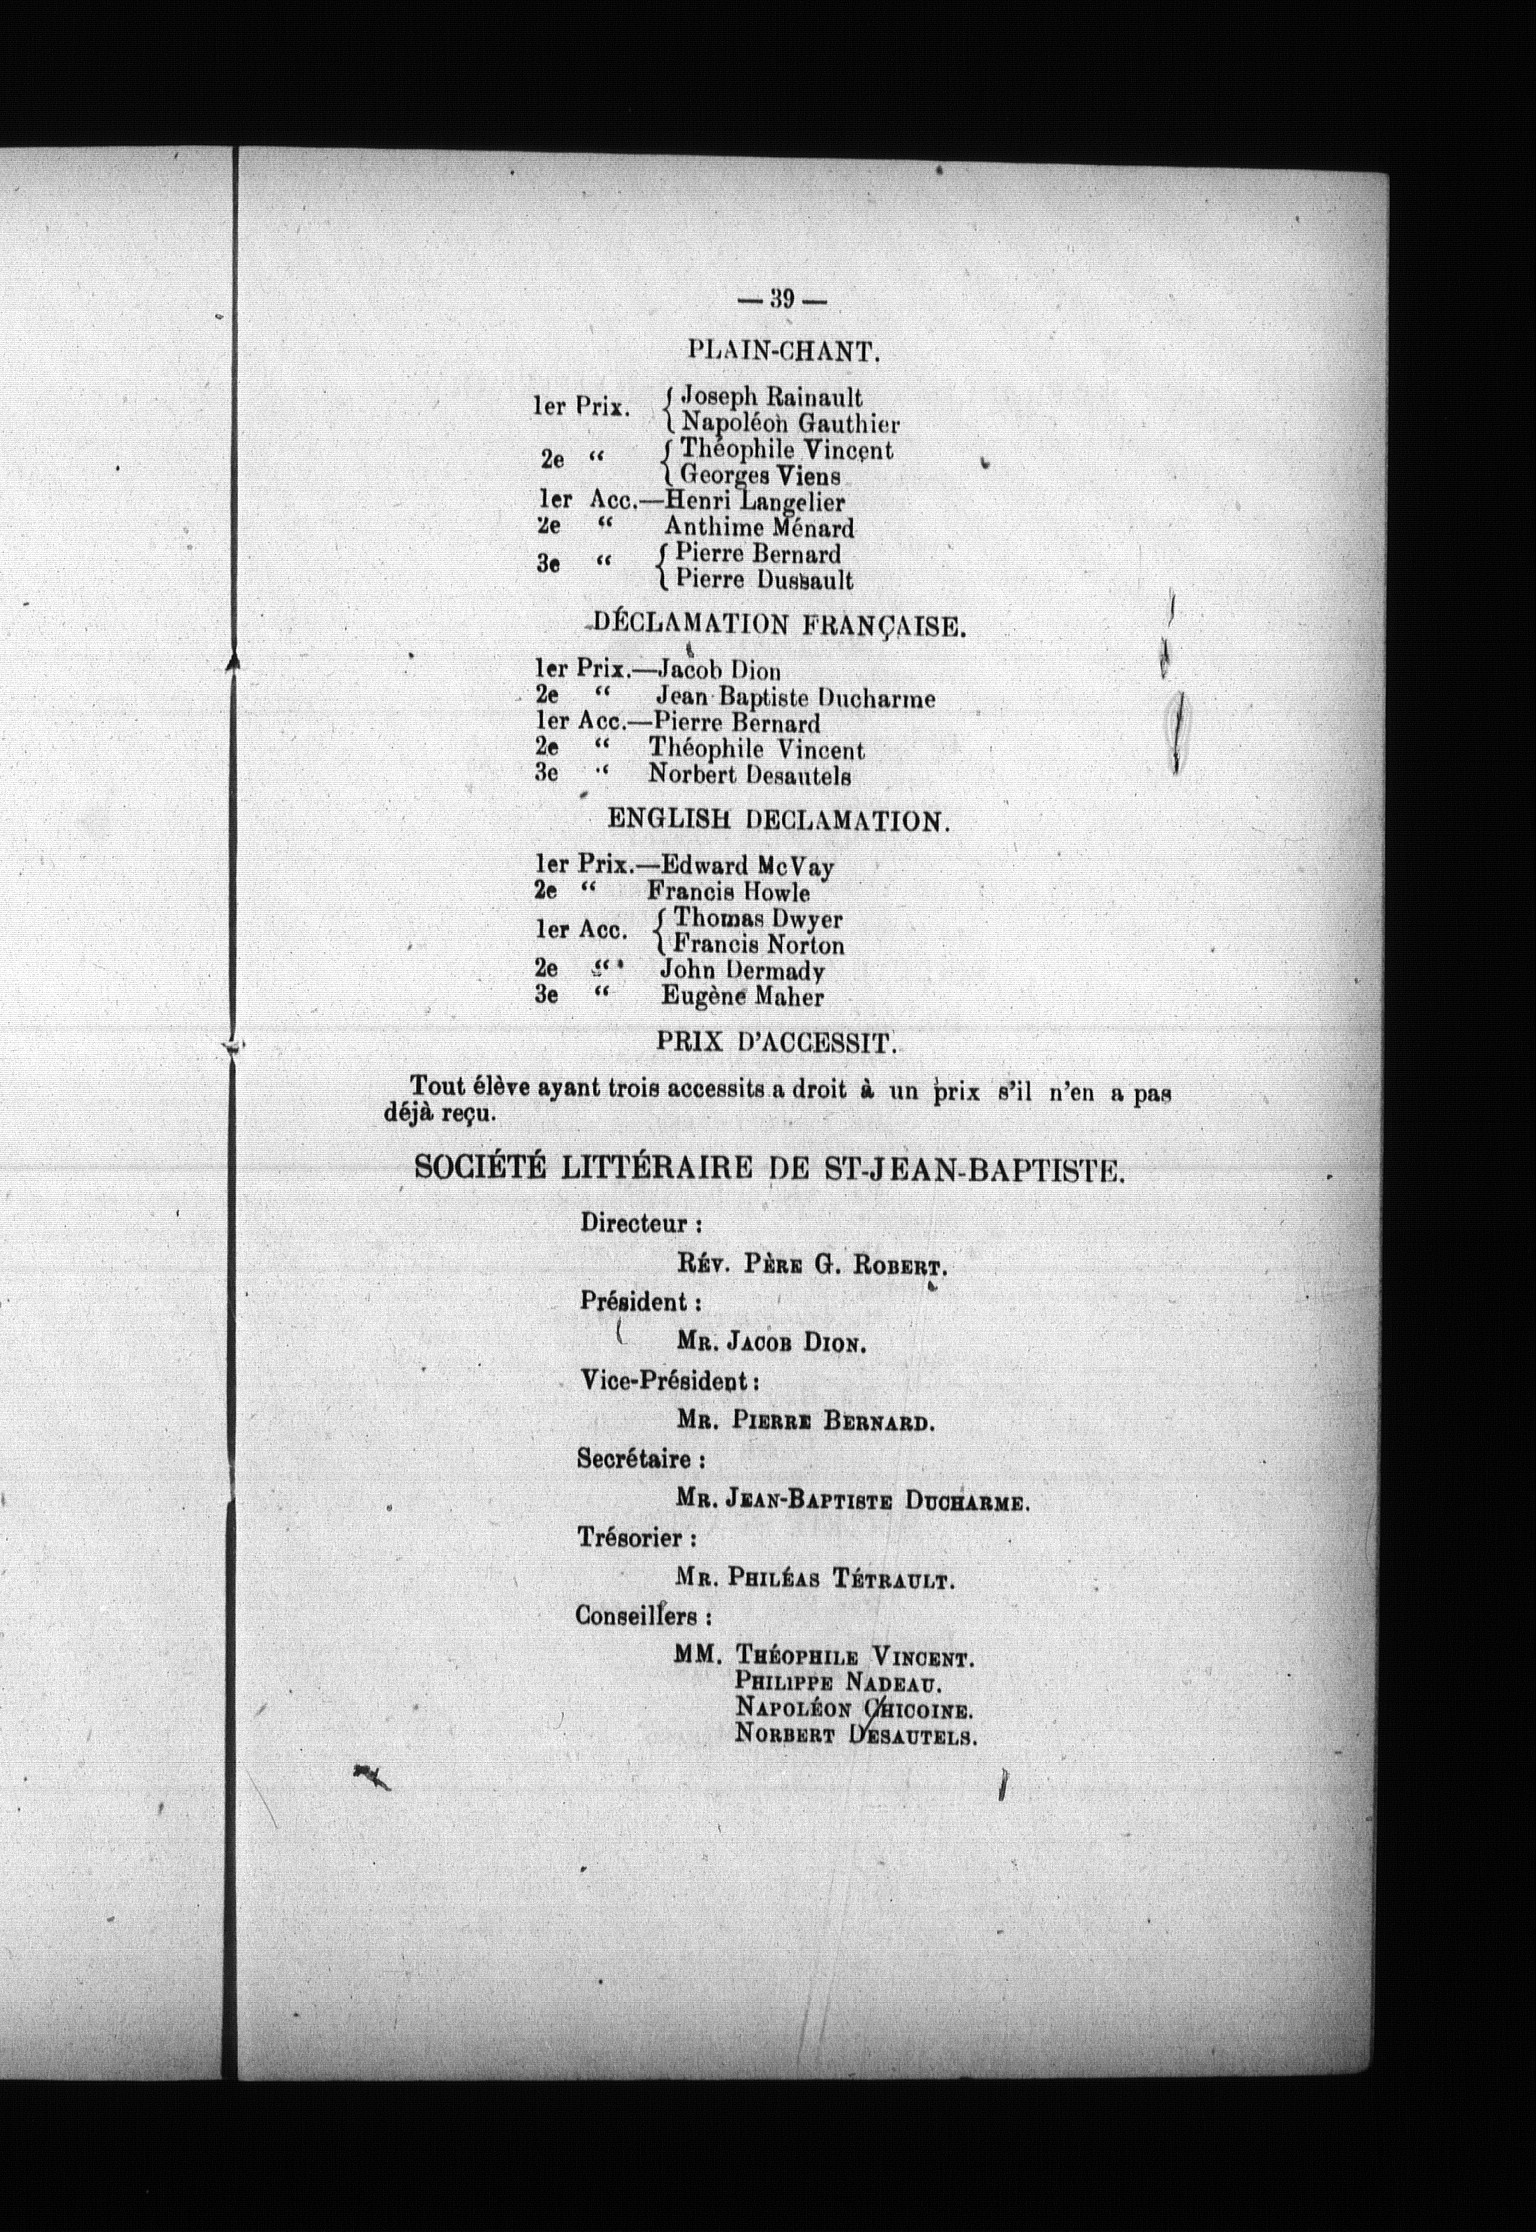 — 39 —
PLAIN-CHANT.
1er Prix. { Joseph Rainault
Napoléon Gauthier
2e “ { Théophile Vincent
Georges Viens
1er Acc.—Henri Langelier
2e “ Anthime Ménard
3e “ { Pierre Bernard
Pierre Dussault
DÉCLAMATION FRANÇAISE.
1er Prix.—Jacob Dion
2e “ Jean Baptiste Ducharme
1er Acc.—Pierre Bernard
2e “ Théophile Vincent
3e “ Norbert Desautels
ENGLISH DECLAMATION.
1er Prix.—Edward McVay
2e “ Francis Howle
1er Acc. { Thomas Dwyer
Francis Norton
2e “ John Dermady
3e “ Eugène Maher
PRIX D'ACCESSIT.
Tout élève ayant trois accessits a droit à un prix s'il n'en a pas
déjà reçu.
SOCIÉTÉ LITTÉRAIRE DE ST-JEAN-BAPTISTE.
Directeur :
RÉV. PÈRE G. ROBERT.
Président :
MR. JACOB DION.
Vice-Président :
MR. PIERRE BERNARD.
Secrétaire :
MR. JEAN-BAPTISTE DUCHARME.
Trésorier :
MR. PHILÉAS TÉTRAULT.
Conseillers :
MM. THÉOPHILE VINCENT.
PHILIPPE NADEAU.
NAPOLÉON CHICOINE.
NORBERT DESAUTELS.